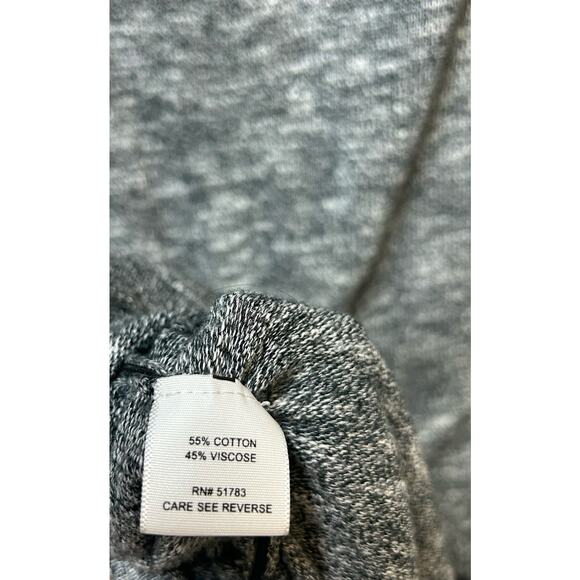 55% COTTON
45% VISCOSE
RN# 51783
CARE SEE REVERSE